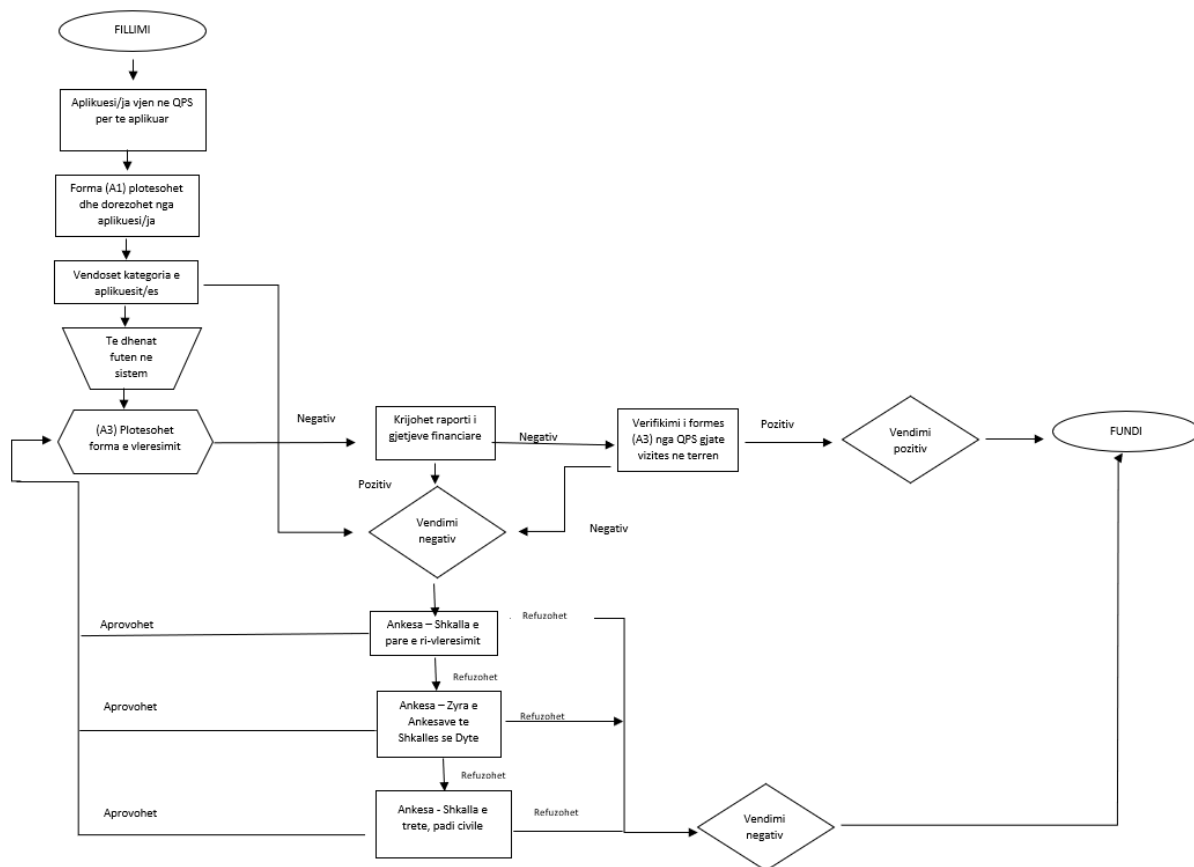 FILLIMI
Aplikuesi/ja vjen ne QPS
per te aplikuar
Forma (A1) plotesohet
dhe dorezohet nga
aplikuesi/ja
Vendoset kategoria e
aplikuesit/es
Te dhenat
futen ne
sistem
(A3) Plotesohet
forma e vleresimit
Negativ
Krijohet raporti i
gjetjeve financiare
Negativ
Verifikimi i formes
(A3) nga QPS gjate
vizites ne terren
Pozitiv
Vendimi
pozitiv
FUNDI
Pozitiv
Vendimi
negativ
Negativ
Aprovohet
Ankesa – Shkalla e
pare e ri-vleresimit
Refuzohet
Refuzohet
Aprovohet
Ankesa – Zyra e
Ankesave te
Shkalles se Dyte
Refuzohet
Refuzohet
Aprovohet
Ankesa - Shkalla e
trete, padi civile
Refuzohet
Vendimi
negativ